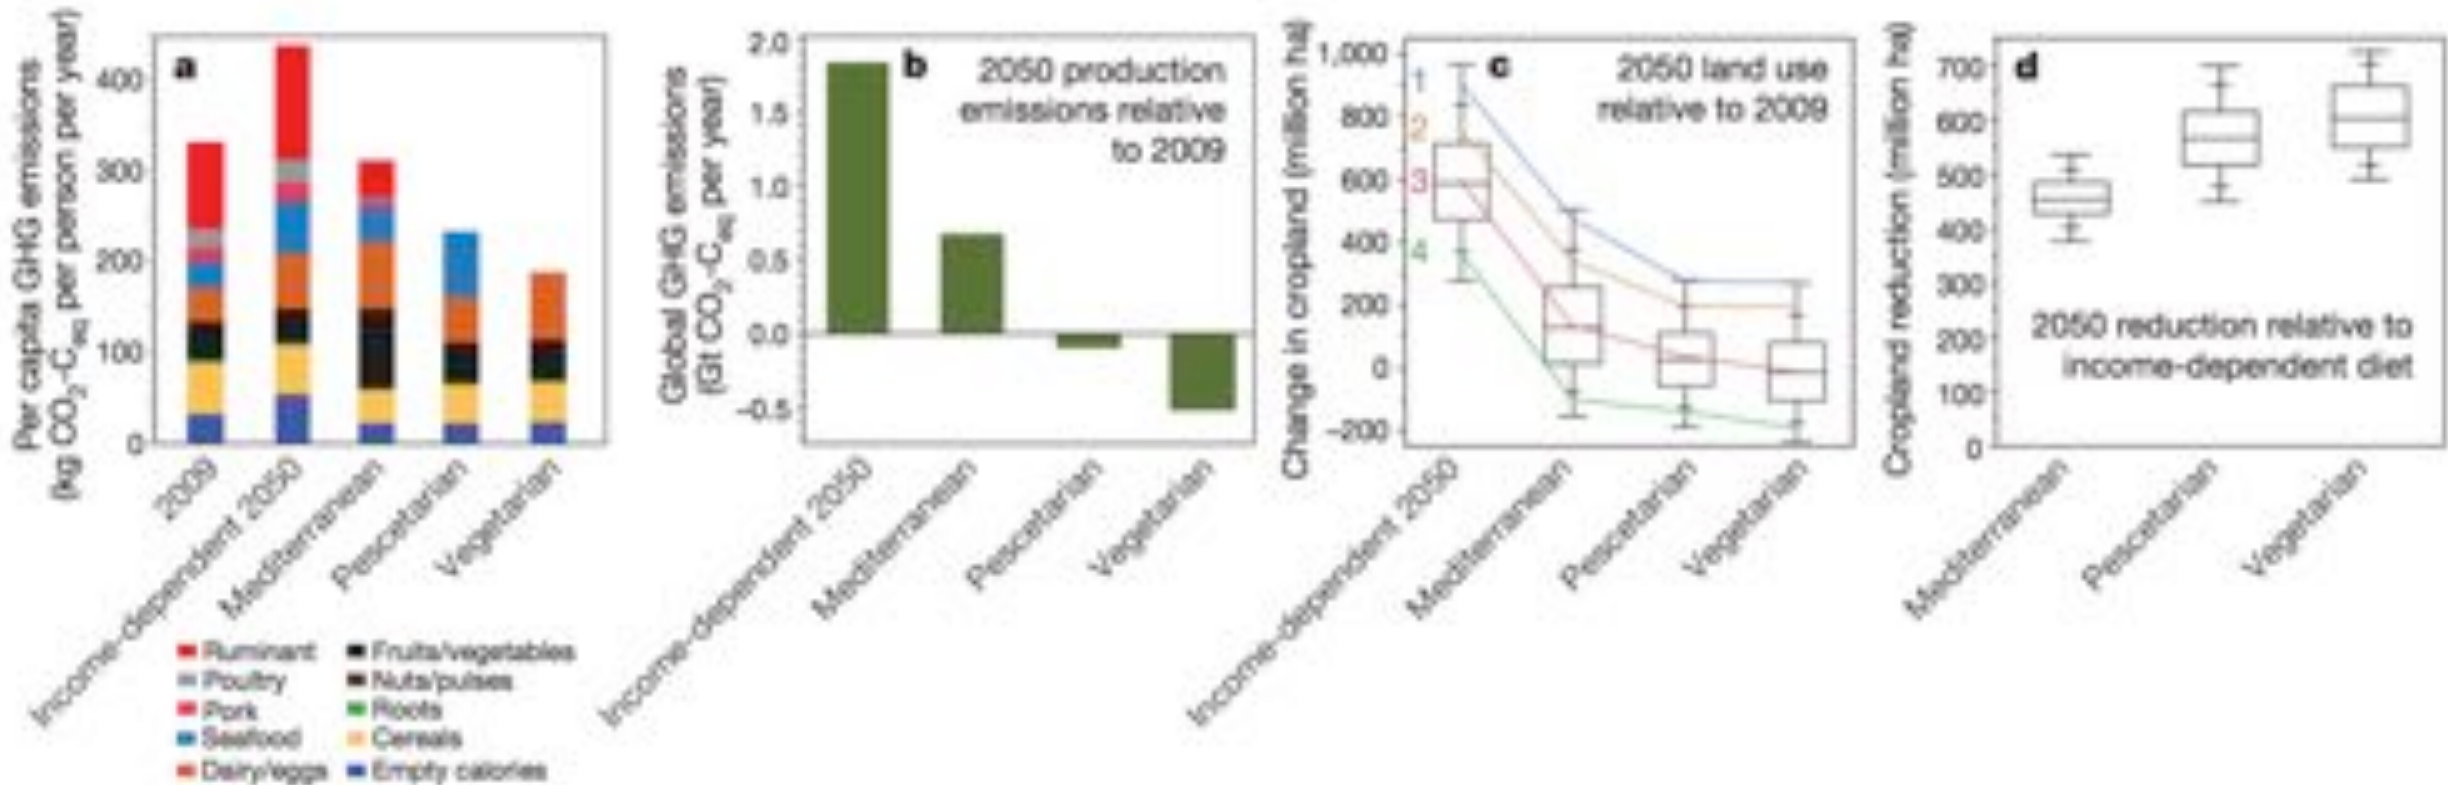 Per capita GHG emissions
(kg CO2-Ceq per person per year)
a
400
300
200
100
0
2009
Income-dependent 2050
Mediterranean
Pescetarian
Vegetarian
Ruminant
Poultry
Pork
Seafood
Dairy/eggs
Fruits/vegetables
Nuts/pulses
Roots
Cereals
Empty calories
Global GHG emissions
(Gt CO2-Ceq per year)
b
2050 production
emissions relative
to 2009
2.0
1.5
1.0
0.5
0.0
–0.5
Income-dependent 2050
Mediterranean
Pescetarian
Vegetarian
Change in cropland (million ha)
c
2050 land use
relative to 2009
1,000
800
600
400
200
0
–200
1
2
3
4
Income-dependent 2050
Mediterranean
Pescetarian
Vegetarian
Cropland reduction (million ha)
d
700
600
500
400
300
200
100
0
2050 reduction relative to
income-dependent diet
Mediterranean
Pescetarian
Vegetarian